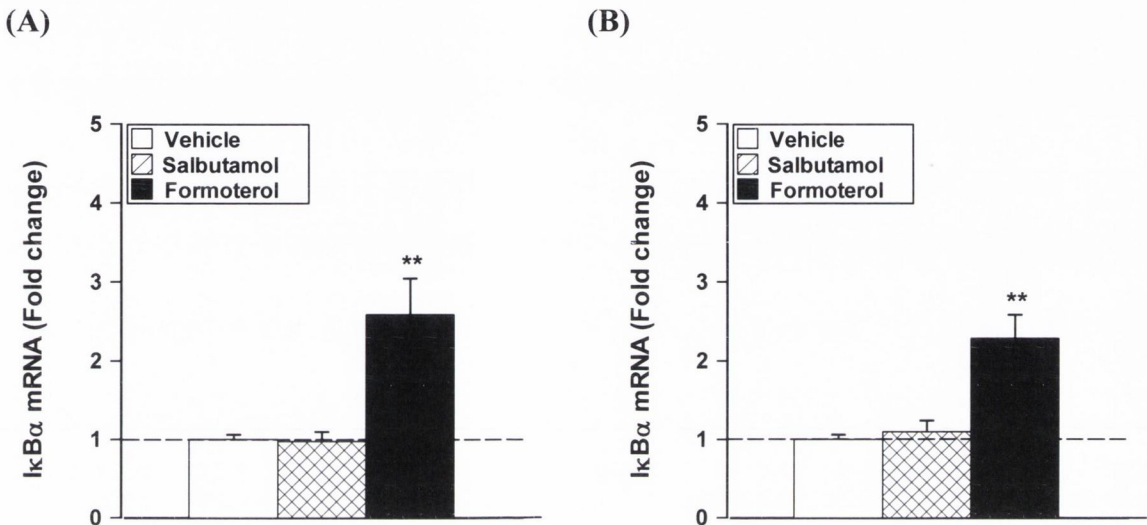 (A)
IκBα mRNA (Fold change)
5
4
3
2
1
0
Vehicle
Salbutamol
Formoterol
**
(B)
IκBα mRNA (Fold change)
5
4
3
2
1
0
Vehicle
Salbutamol
Formoterol
**